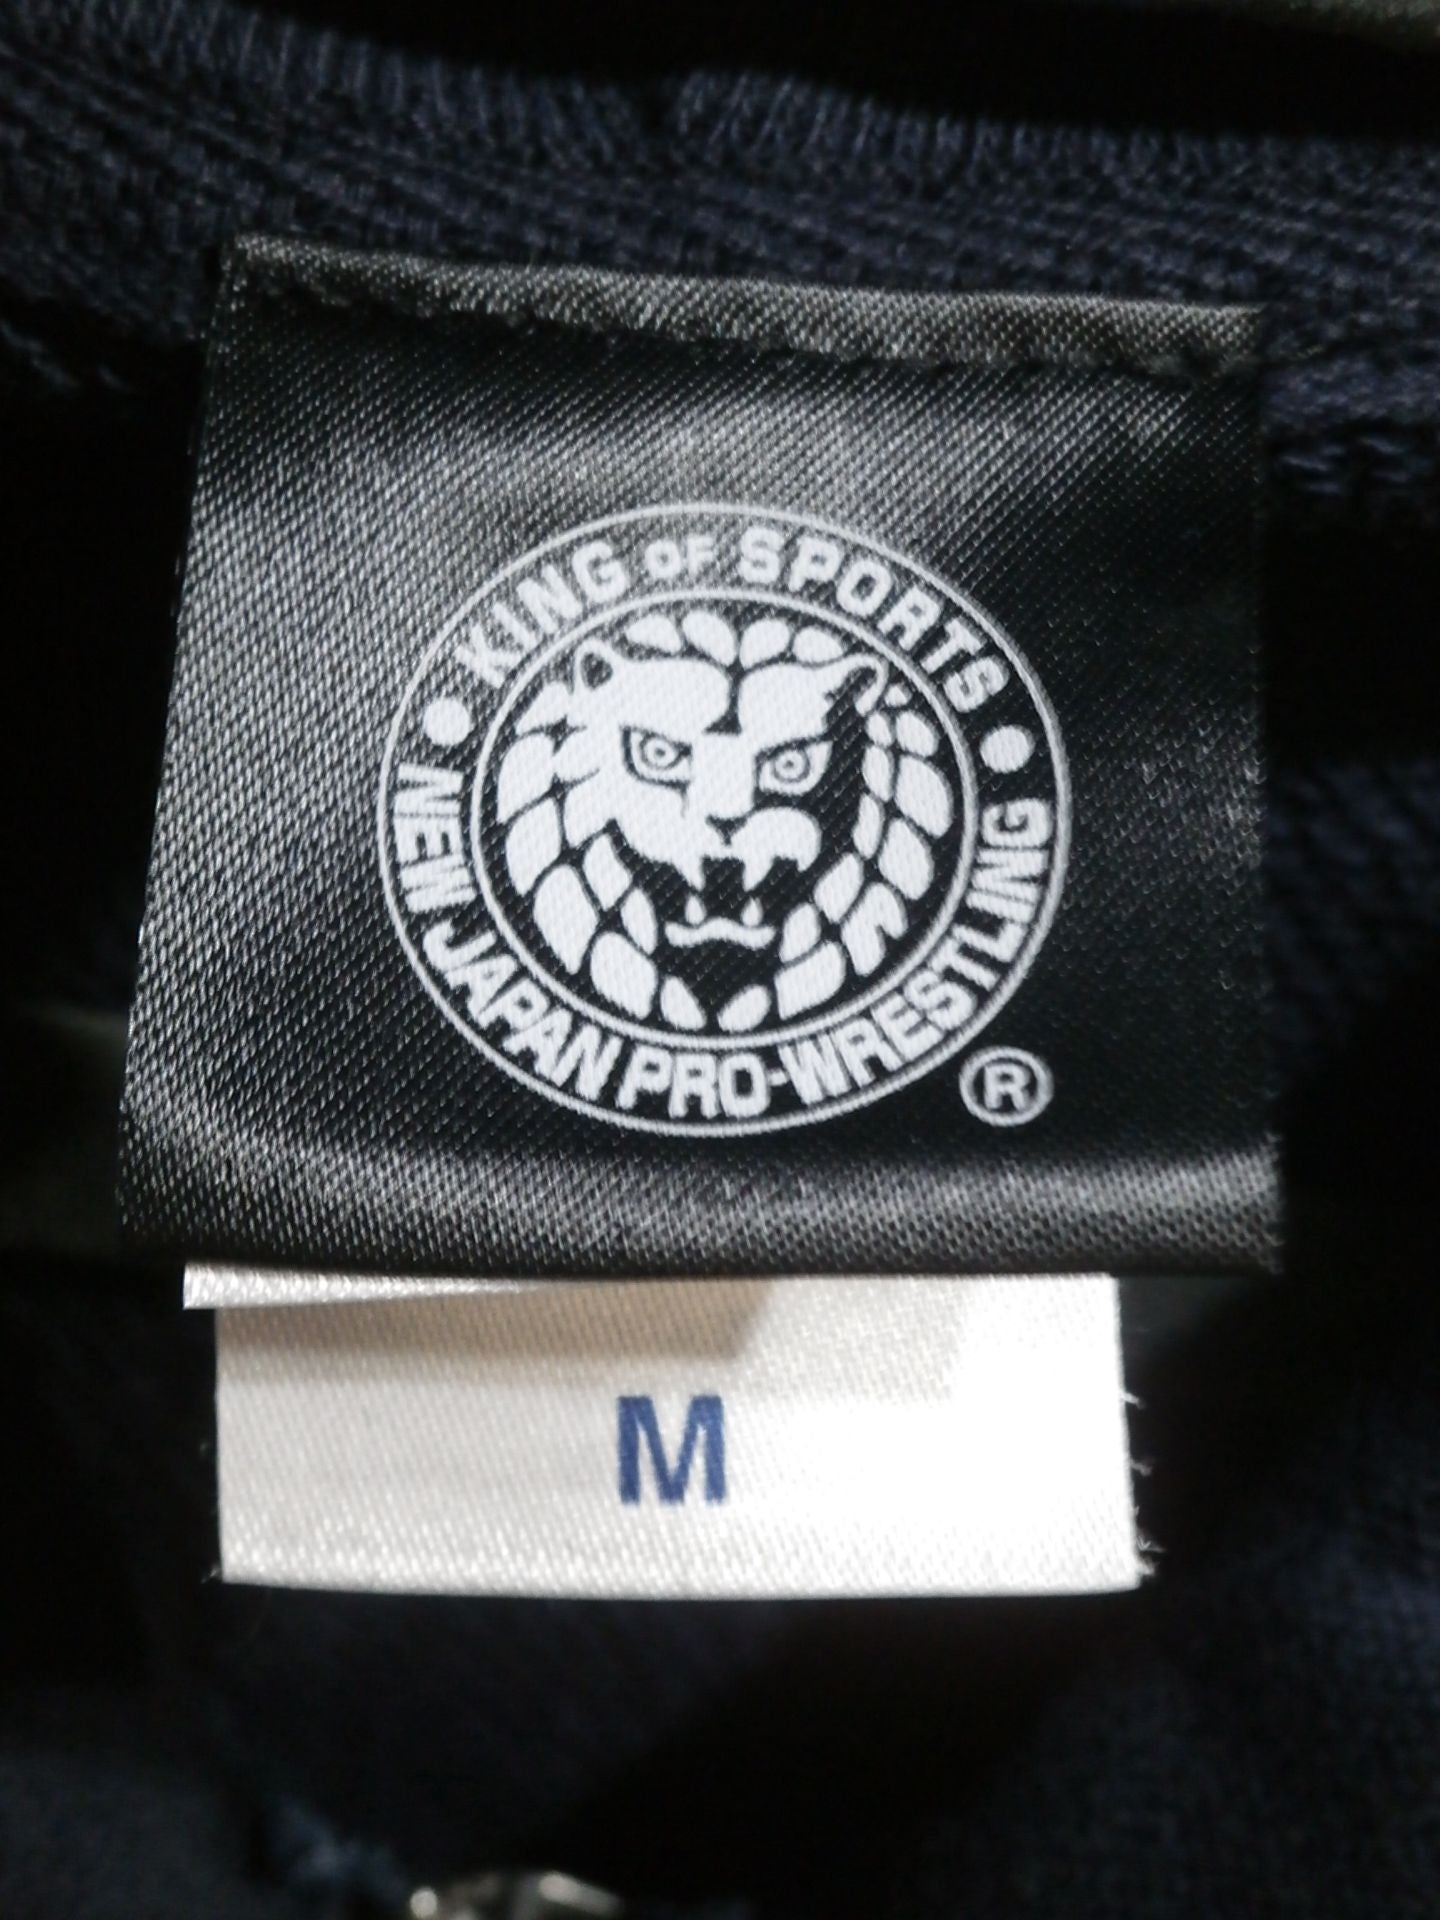 KING OF SPORTS
NEW JAPAN PRO-WRESTLING
®
M